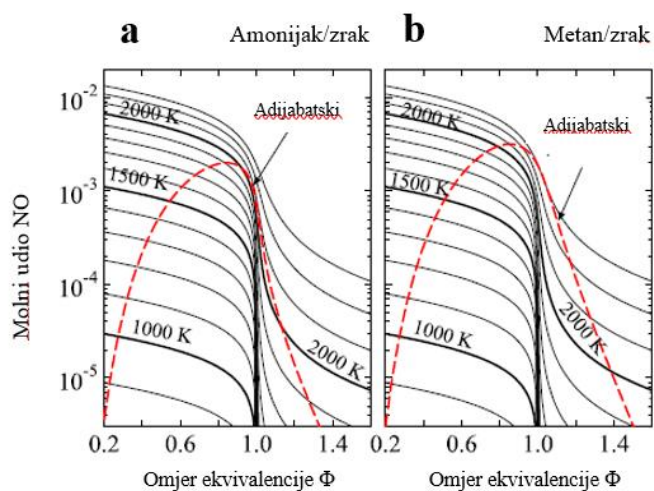 a
Amonijak/zrak
b
Metan/zrak
Molni udio NO
10⁻²
10⁻³
10⁻⁴
10⁻⁵
2000 K
Adijabatski
1500 K
1000 K
2000 K
0.2 0.6 1.0 1.4
Omjer ekvivalencije Φ
2000 K
Adijabatski
1500 K
1000 K
2000 K
0.2 0.6 1.0 1.4
Omjer ekvivalencije Φ